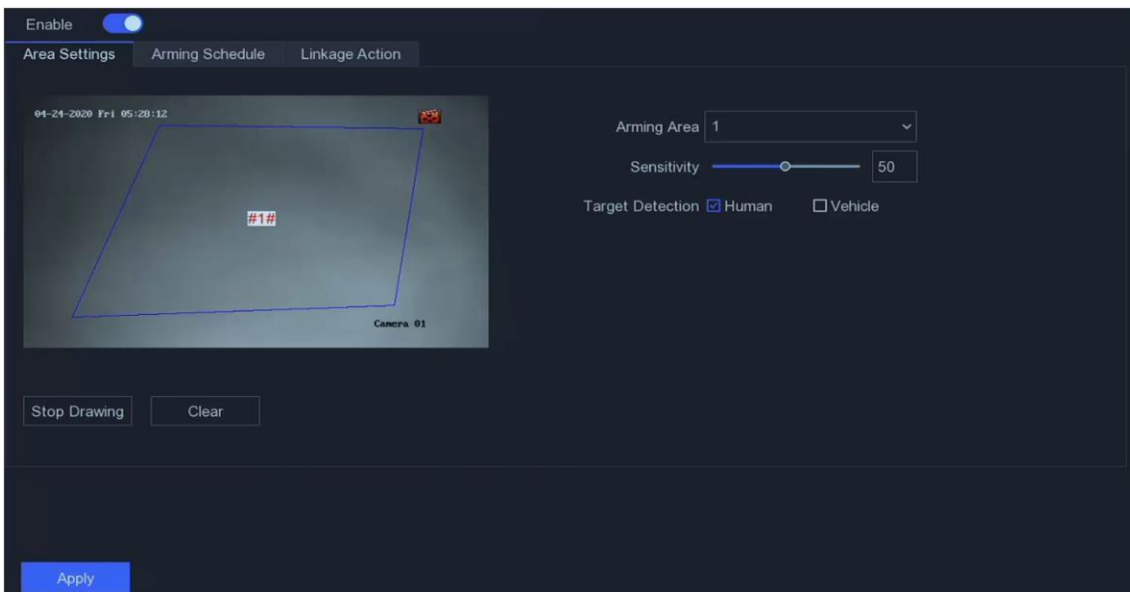 Enable
Area Settings Arming Schedule Linkage Action
04-24-2020 Fri 05:28:12
#1#
Camera 01
Arming Area 1
Sensitivity 50
Target Detection Human Vehicle
Stop Drawing Clear
Apply